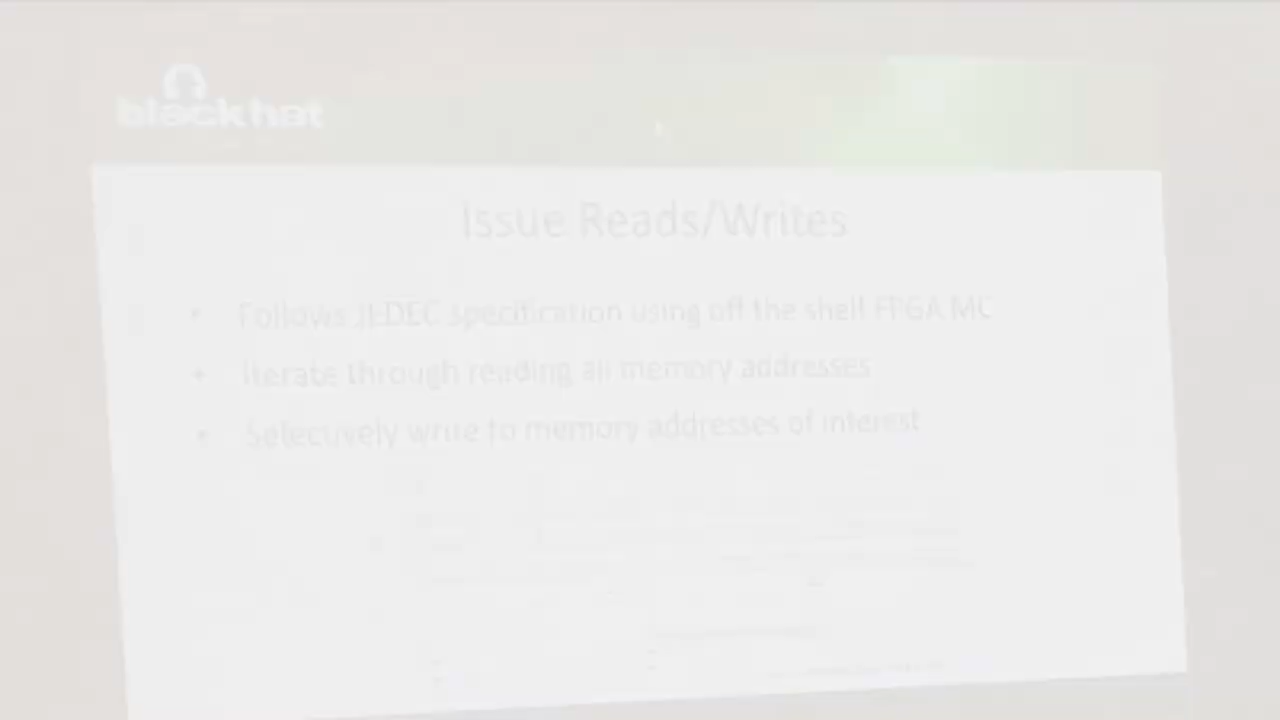 black hat
Issue Reads/Writes
• Follows JEDEC specification using off the shelf FPGA MC
• Iterate through reading all memory addresses
• Selectively write to memory addresses of interest